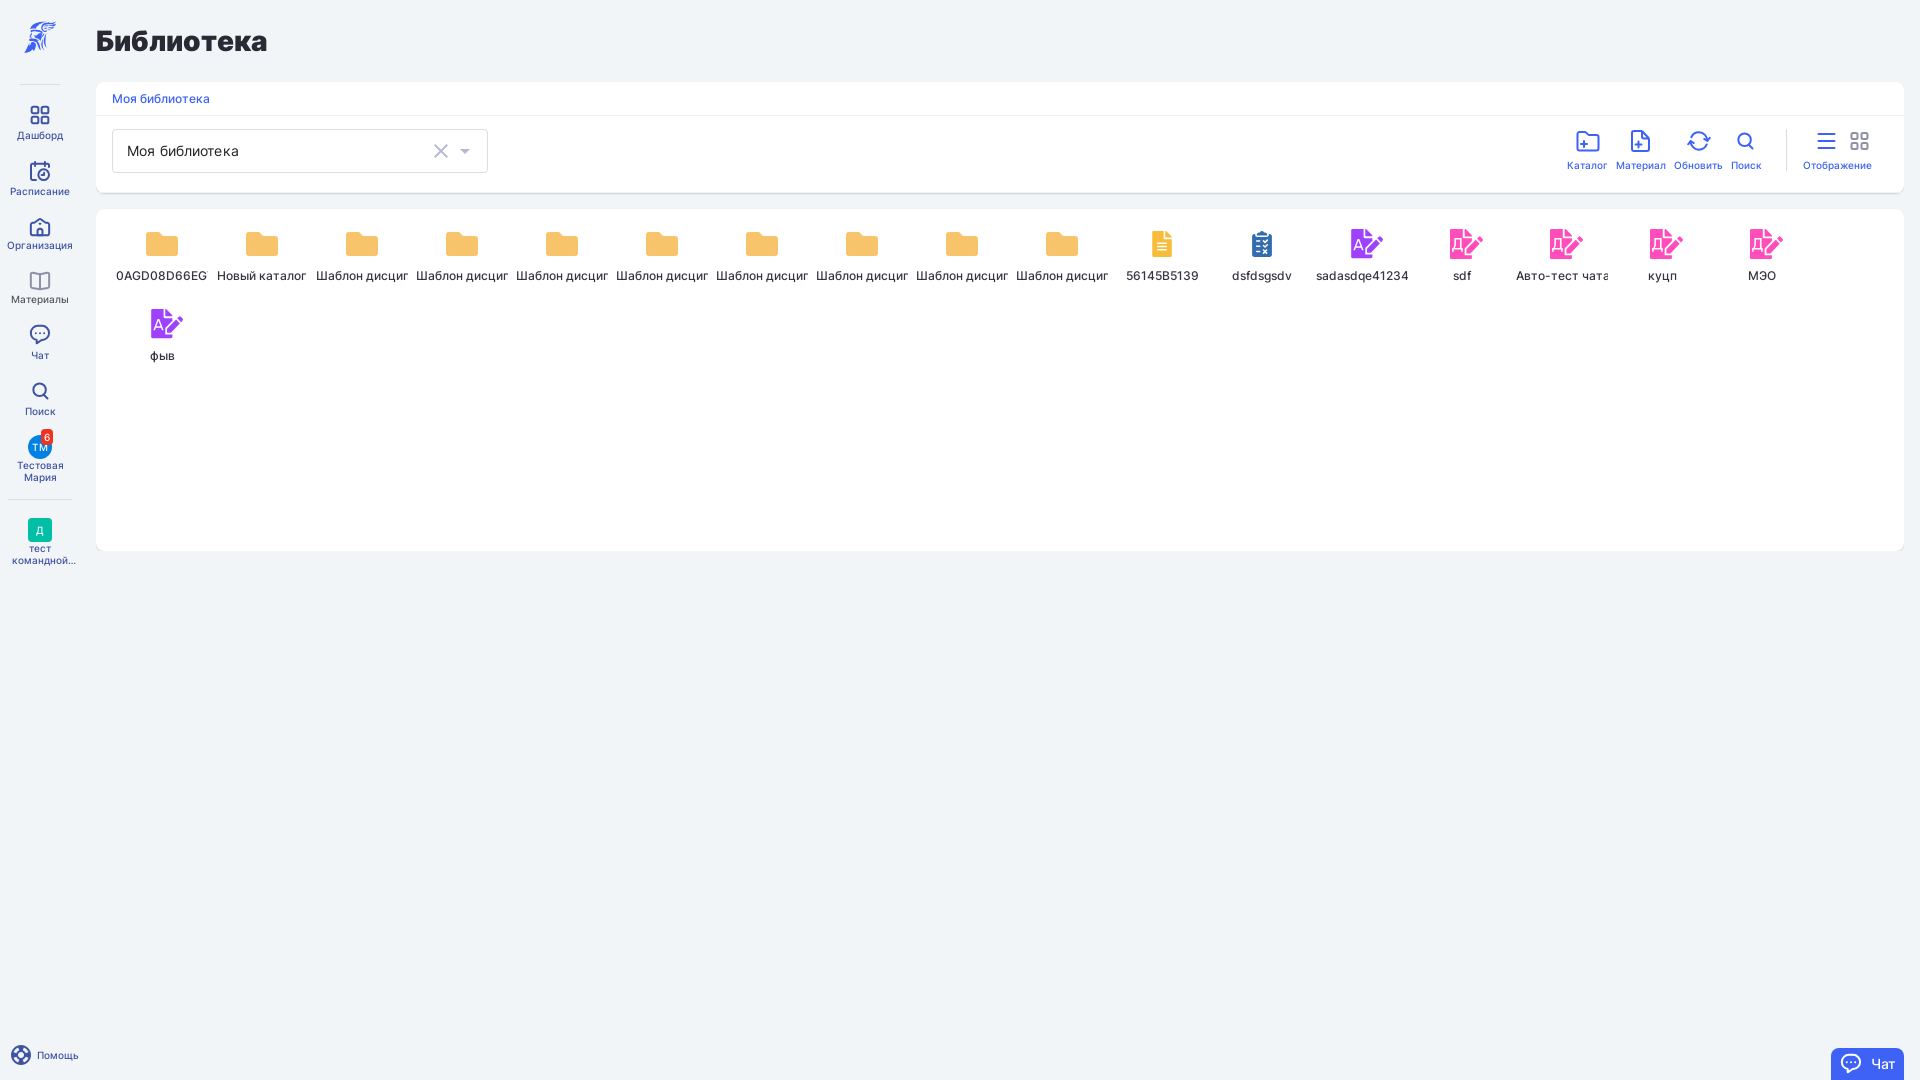 Библиотека
Моя библиотека
Моя библиотека
Каталог
Материал
Обновить
Поиск
Отображение
Дашборд
Расписание
Организация
Материалы
Чат
Поиск
ТМ
6
Тестовая
Мария
Д
тест
командной...
0AGD08D66EG
Новый каталог
Шаблон дисциг
Шаблон дисциг
Шаблон дисциг
Шаблон дисциг
Шаблон дисциг
Шаблон дисциг
Шаблон дисциг
Шаблон дисциг
56145B5139
dsfdsgsdv
А
sadasdqe41234
Д
sdf
Д
Авто-тест чата
Д
куцп
Д
МЭО
А
фыв
Помощь
Чат